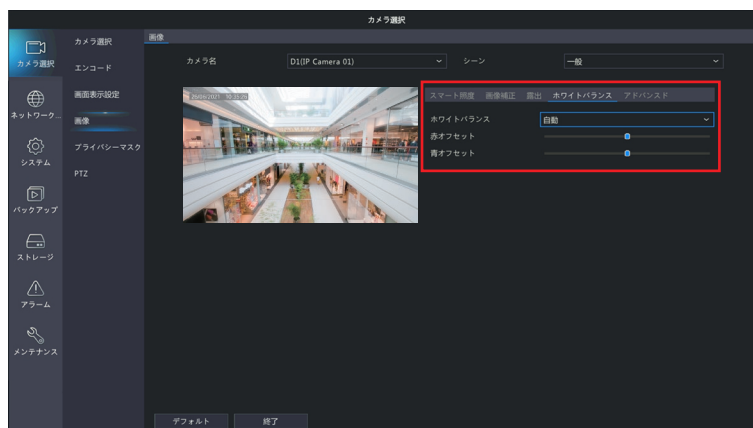 カメラ選択
カメラ選択
ネットワーク...
システム
バックアップ
ストレージ
アラーム
メンテナンス
カメラ選択
エンコード
画面表示設定
画像
プライバシーマスク
PTZ
画像
カメラ名 D1(IP Camera 01) シーン 一般
スマート照度 画像補正 露出 ホワイトバランス アドバンスド
ホワイトバランス 自動
赤オフセット
青オフセット
デフォルト 終了